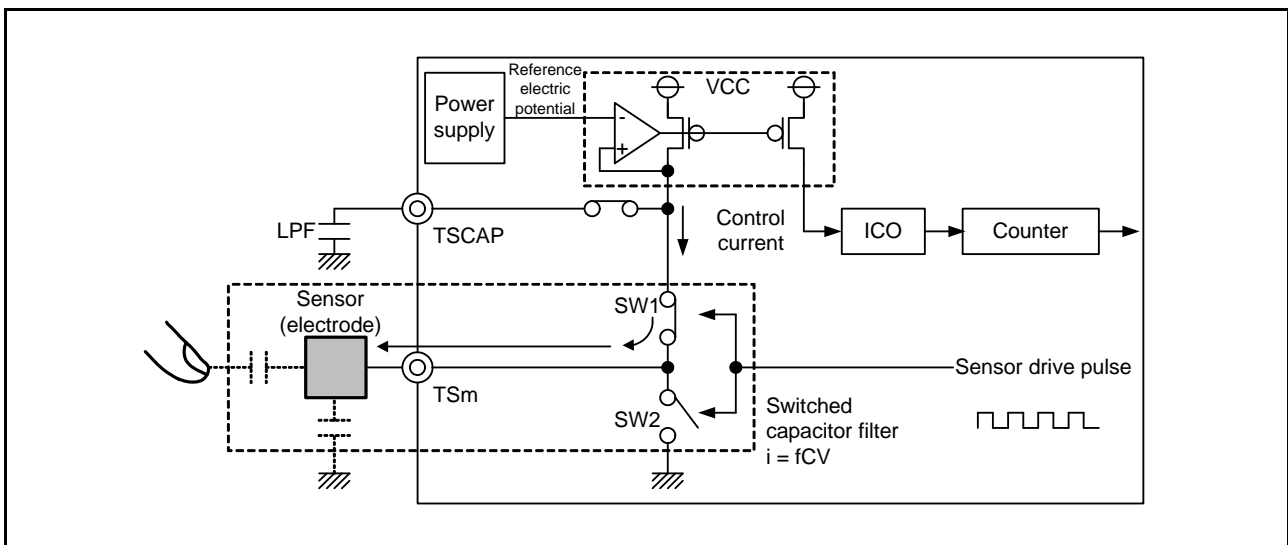 Power
supply
Reference
electric
potential
VCC
-
+
LPF
TSCAP
Control
current
ICO
Counter
Sensor
(electrode)
SW1
TSm
SW2
Sensor drive pulse
Switched
capacitor filter
i = fCV